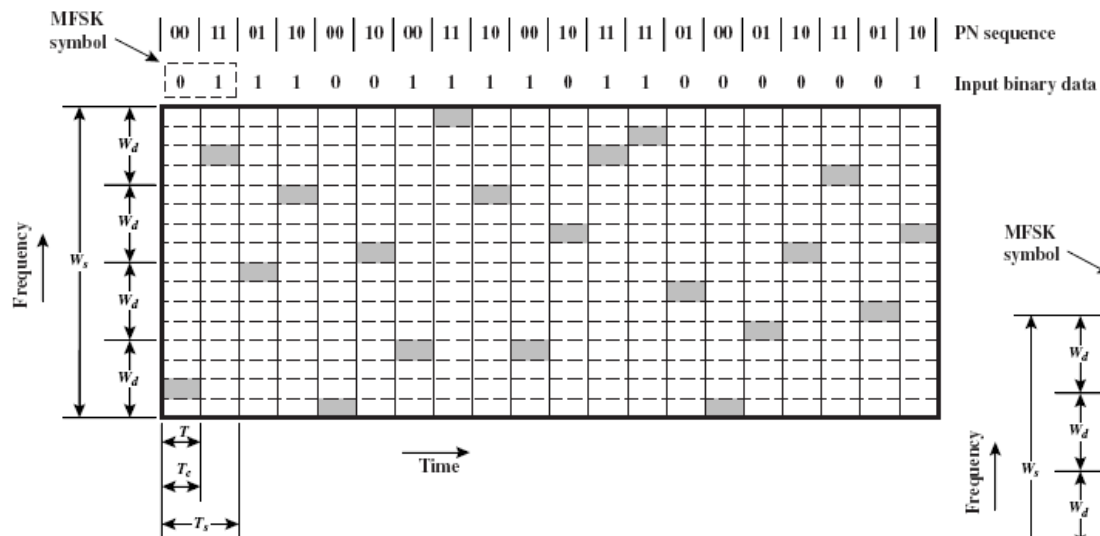 MFSK
symbol
00 11 01 10 00 10 00 11 10 00 10 11 11 01 00 01 10 11 01 10 PN sequence
0 1 1 1 0 0 1 1 1 1 0 1 1 0 0 0 0 0 0 1 Input binary data
W_d
W_d
W_s
Frequency
W_d
W_d
T
T_c
T_s
Time
MFSK
symbol
W_d
W_d
W_s
Frequency
W_d